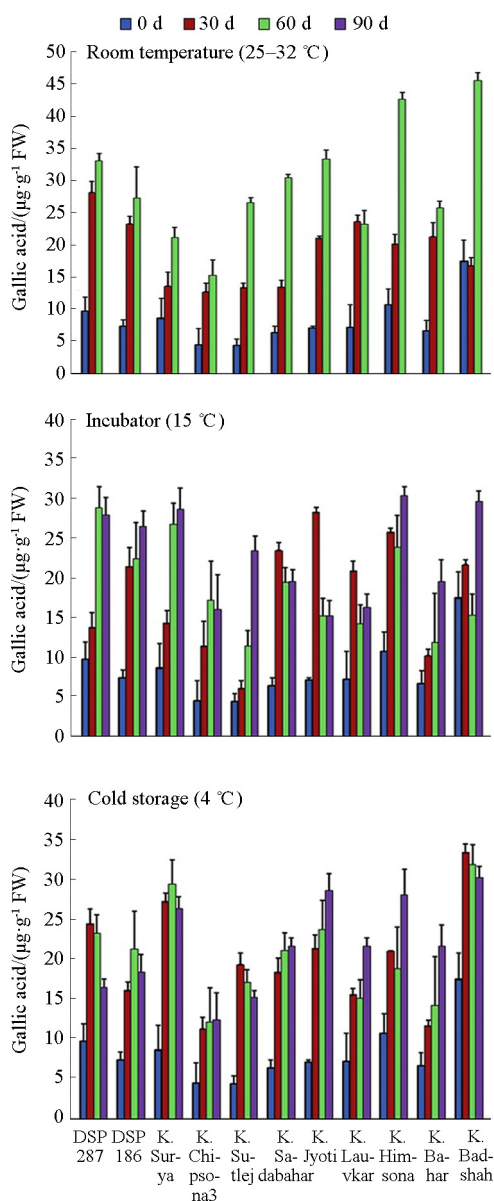 0 d 30 d 60 d 90 d
Room temperature (25–32 ℃)
50
45
40
35
30
25
20
15
10
5
0
Gallic acid/(μg·g⁻¹ FW)
Incubator (15 ℃)
40
35
30
25
20
15
10
5
0
Gallic acid/(μg·g⁻¹ FW)
Cold storage (4 ℃)
40
35
30
25
20
15
10
5
0
Gallic acid/(μg·g⁻¹ FW)
DSP DSP K. K. K. K. K. K. K. K. K.
287 186 Sur- Chi- Su- Sa- Jyoti Lau- Him- Ba- Bad-
ya pso- tlej dabahar vkar sona har shah
na3